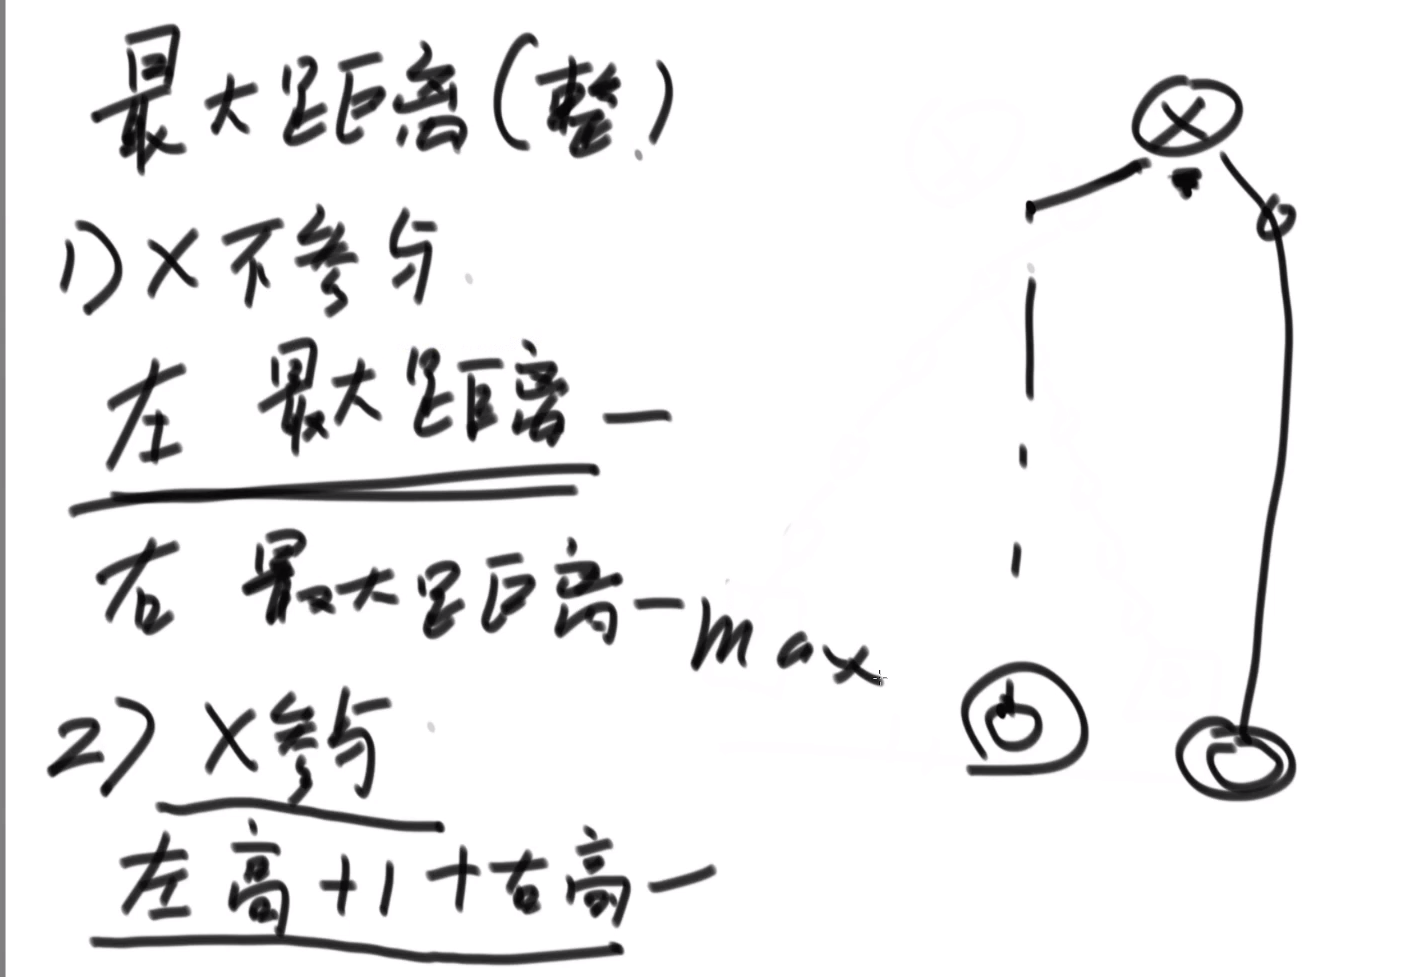 最大距离(整)
1) X不参与
左 最大距离 —
右 最大距离 — max
2) X参与
左高+1+右高 —
X